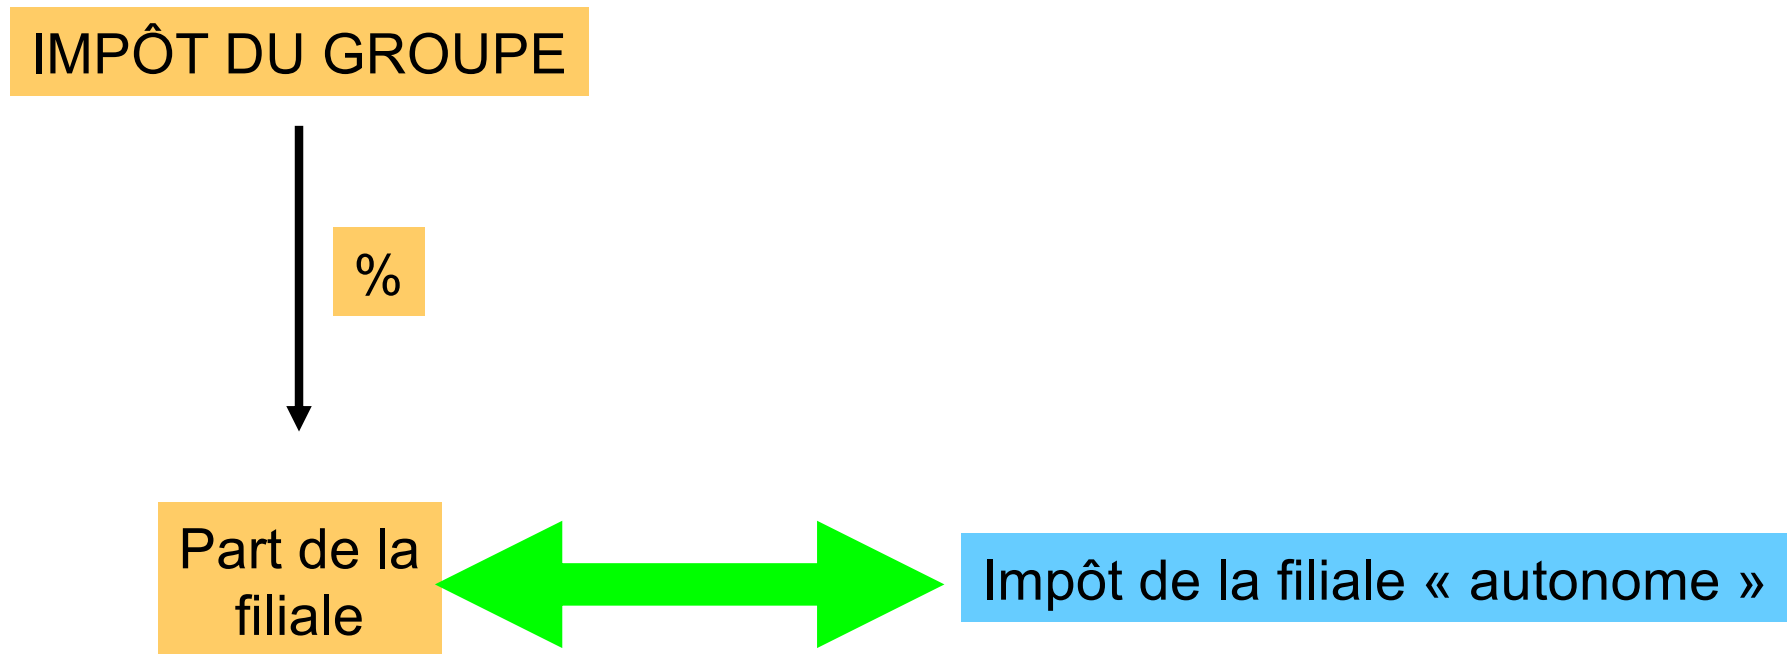 IMPÔT DU GROUPE
%
Part de la
filiale
Impôt de la filiale « autonome »